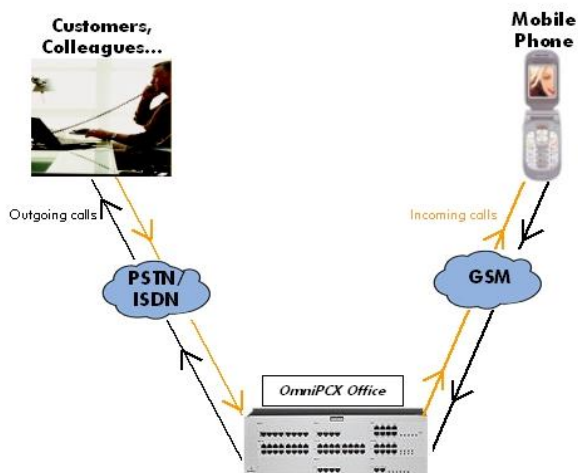 Customers,
Colleagues...
Mobile
Phone
Outgoing calls
Incoming calls
PSTN/
ISDN
GSM
OmniPCX Office